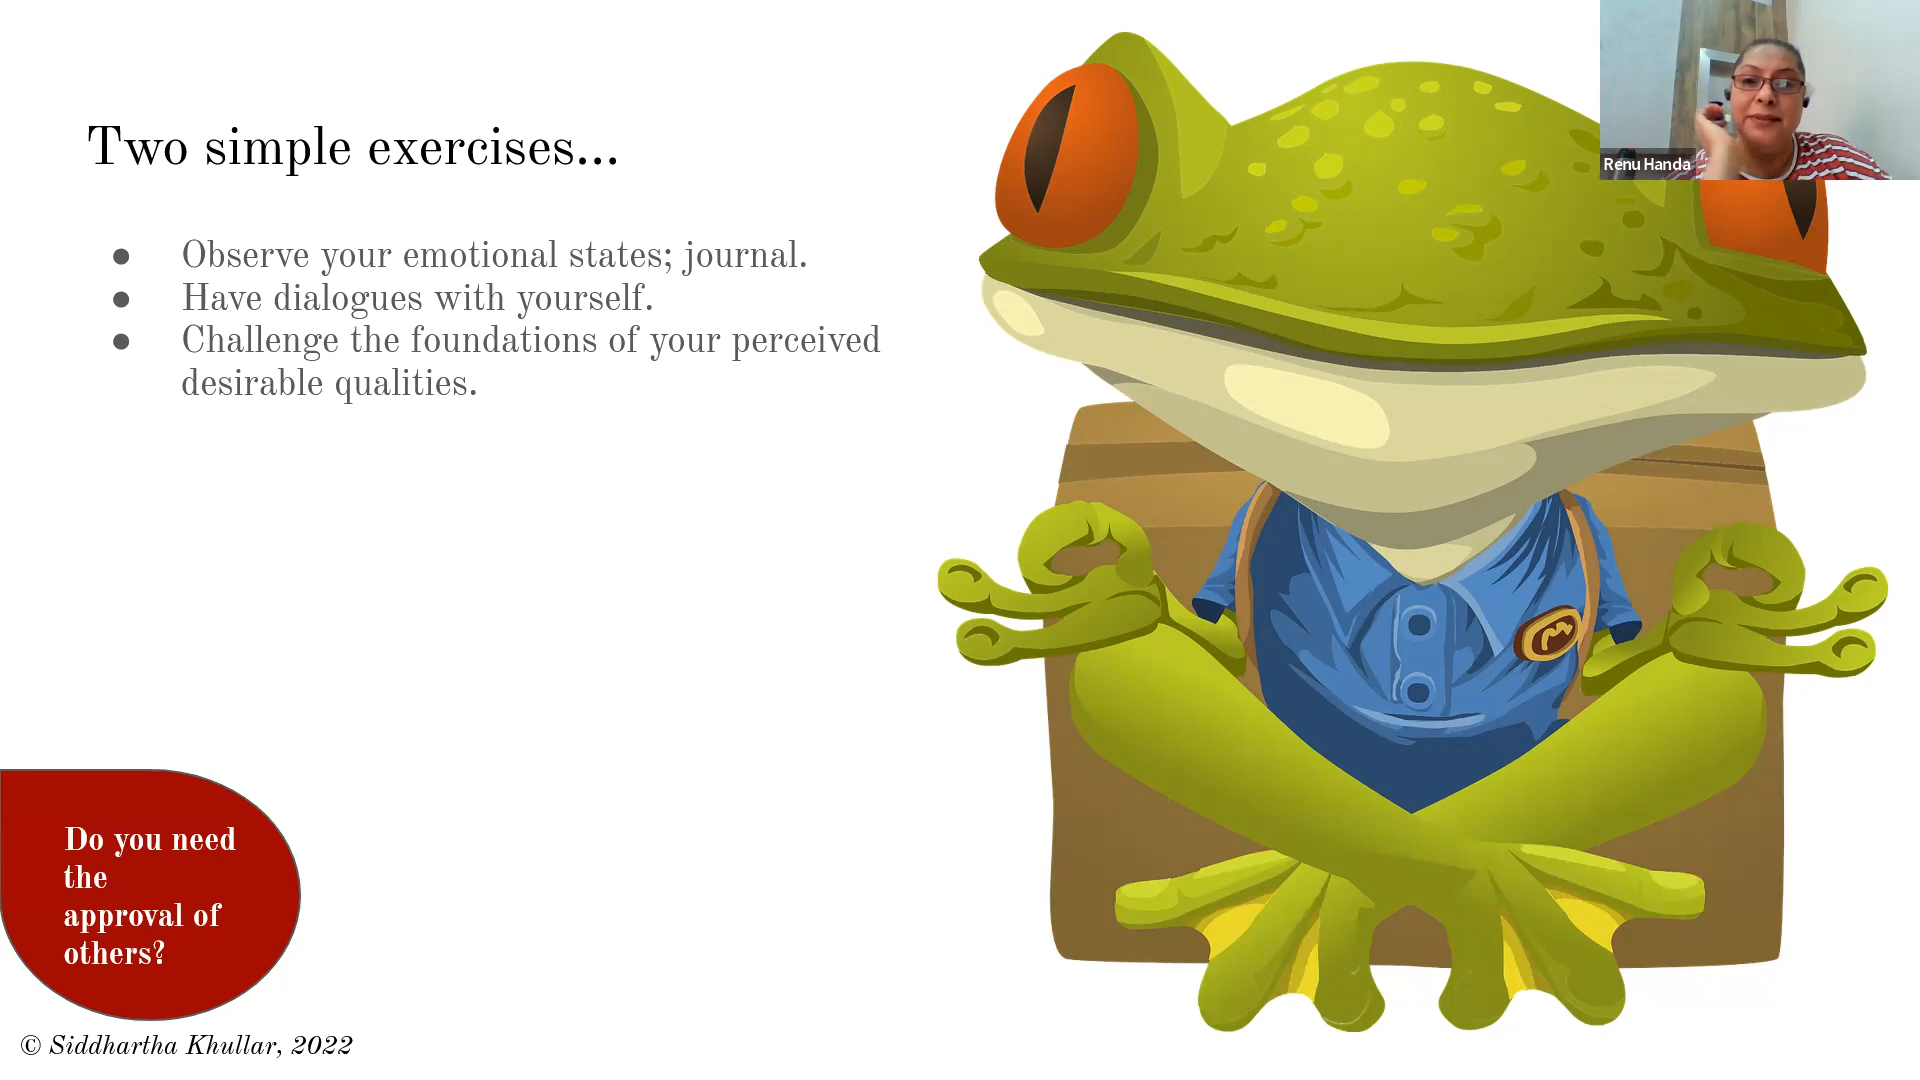 Two simple exercises...
● Observe your emotional states; journal.
● Have dialogues with yourself.
● Challenge the foundations of your perceived
desirable qualities.
Renu Handa
Do you need
the
approval of
others?
© Siddhartha Khullar, 2022